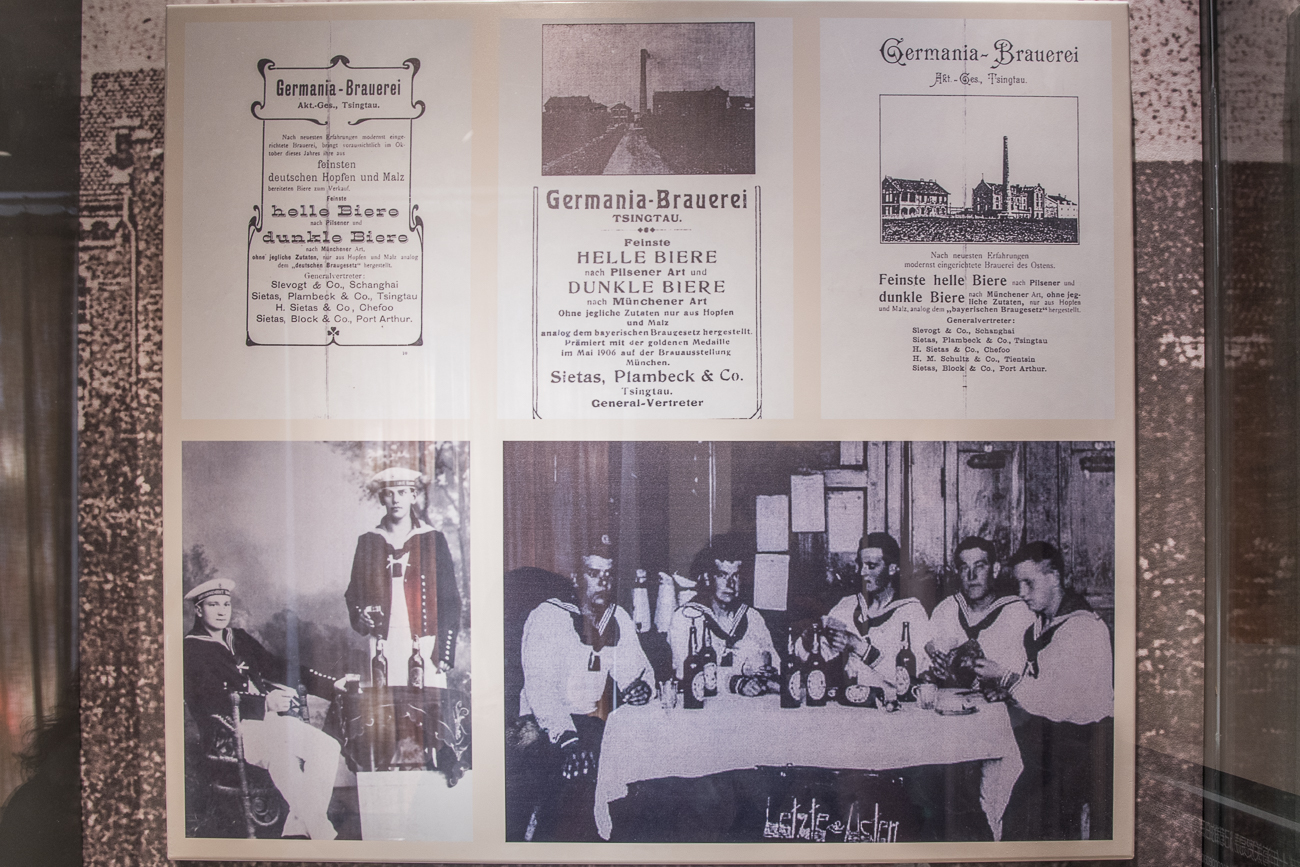 Germania-Brauerei
Akt.-Ges., Tsingtau.
Nach neuesten Erfahrungen modernst einge-
richtete Brauerei, bringt voraussichtlich im Ok-
tober dieses Jahres ihre aus
feinsten
deutschen Hopfen und Malz
bereiteten Biere zum Verkauf.
Feinste
helle Biere
nach Pilsener und
dunkle Biere
nach Münchener Art,
ohne jegliche Zutaten, nur aus Hopfen und Malz analog
dem „deutschen Braugesetz" hergestellt.
Generalvertreter:
Slevogt & Co., Schanghai
Sietas, Plambeck & Co., Tsingtau
H. Sietas & Co, Chefoo
Sietas, Block & Co., Port Arthur.
Germania-Brauerei
TSINGTAU.
Feinste
HELLE BIERE
nach Pilsener Art und
DUNKLE BIERE
nach Münchener Art
Ohne jegliche Zutaten nur aus Hopfen
und Malz
analog dem bayerischen Braugesetz hergestellt.
Prämiert mit der goldenen Medaille
im Mai 1906 auf der Brauausstellung
München.
Sietas, Plambeck & Co.
Tsingtau.
General-Vertreter
Germania-Brauerei
Akt.-Ges., Tsingtau.
Nach neuesten Erfahrungen
modernst eingerichtete Brauerei des Ostens.
Feinste helle Biere nach Pilsener und
dunkle Biere nach Münchener Art, ohne jeg-
liche Zutaten, nur aus Hopfen
und Malz, analog dem „bayerischen Braugesetz" hergestellt.
Generalvertreter:
Slevogt & Co., Schanghai
Sietas, Plambeck & Co., Tsingtau
H. Sietas & Co., Chefoo
H. M. Schultz & Co., Tientsin
Sietas, Block & Co., Port Arthur.
Letzte Asten